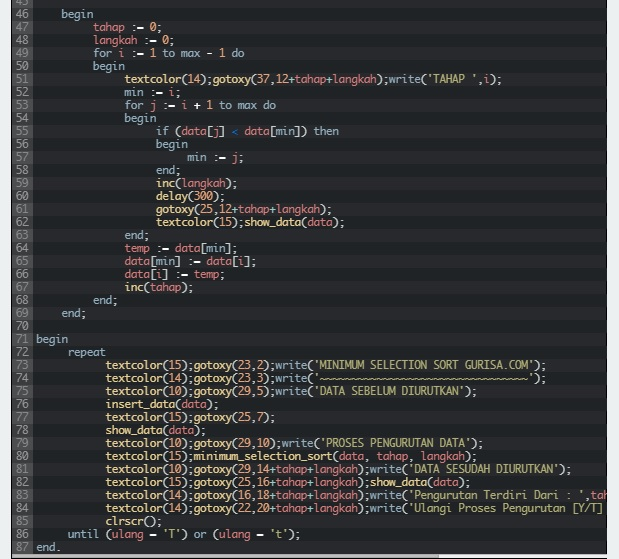 46 begin
47 tahap := 0;
48 langkah := 0;
49 for i := 1 to max - 1 do
50 begin
51 textcolor(14);gotoxy(37,12+tahap+langkah);write('TAHAP ',i);
52 min := i;
53 for j := i + 1 to max do
54 begin
55 if (data[j] < data[min]) then
56 begin
57 min := j;
58 end;
59 inc(langkah);
60 delay(300);
61 gotoxy(25,12+tahap+langkah);
62 textcolor(15);show_data(data);
63 end;
64 temp := data[min];
65 data[min] := data[i];
66 data[i] := temp;
67 inc(tahap);
68 end;
69 end;
70
71 begin
72 repeat
73 textcolor(15);gotoxy(23,2);write('MINIMUM SELECTION SORT GURISA.COM');
74 textcolor(14);gotoxy(23,3);write('~~~~~~~~~~~~~~~~~~~~~~~~~~~~~~~~~');
75 textcolor(10);gotoxy(29,5);write('DATA SEBELUM DIURUTKAN');
76 insert_data(data);
77 textcolor(15);gotoxy(25,7);
78 show_data(data);
79 textcolor(10);gotoxy(29,10);write('PROSES PENGURUTAN DATA');
80 textcolor(15);minimum_selection_sort(data, tahap, langkah);
81 textcolor(10);gotoxy(29,14+tahap+langkah);write('DATA SESUDAH DIURUTKAN');
82 textcolor(15);gotoxy(25,16+tahap+langkah);show_data(data);
83 textcolor(14);gotoxy(16,18+tahap+langkah);write('Pengurutan Terdiri Dari : ',tah
84 textcolor(14);gotoxy(22,20+tahap+langkah);write('Ulangi Proses Pengurutan [Y/T]
85 clrscr();
86 until (ulang = 'T') or (ulang = 't');
87 end.